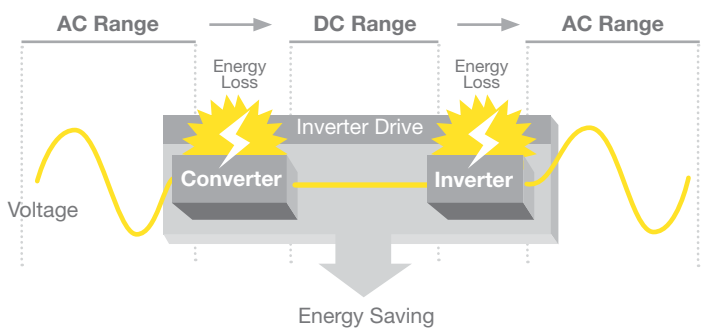 AC Range
DC Range
AC Range
Energy
Loss
Energy
Loss
Inverter Drive
Converter
Inverter
Voltage
Energy Saving